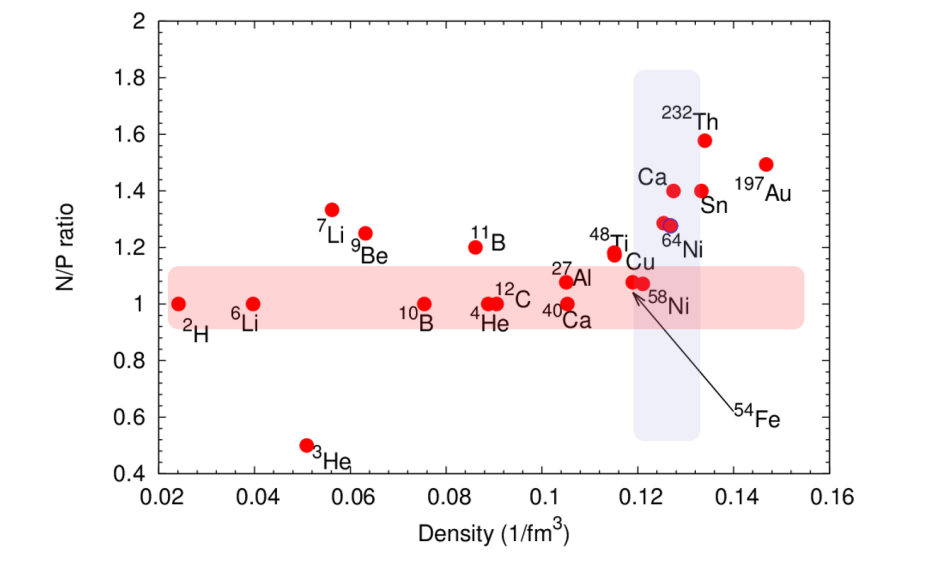 2
1.8
1.6
1.4
1.2
1
0.8
0.6
0.4
N/P ratio
²³²Th
Ca
¹⁹⁷Au
Sn
⁷Li
⁹Be
¹¹B
⁴⁸Ti
⁶⁴Ni
Cu
²⁷Al
¹²C
⁵⁸Ni
²H
⁶Li
¹⁰B
⁴He
⁴⁰Ca
⁵⁴Fe
³He
0.02 0.04 0.06 0.08 0.1 0.12 0.14 0.16
Density (1/fm³)